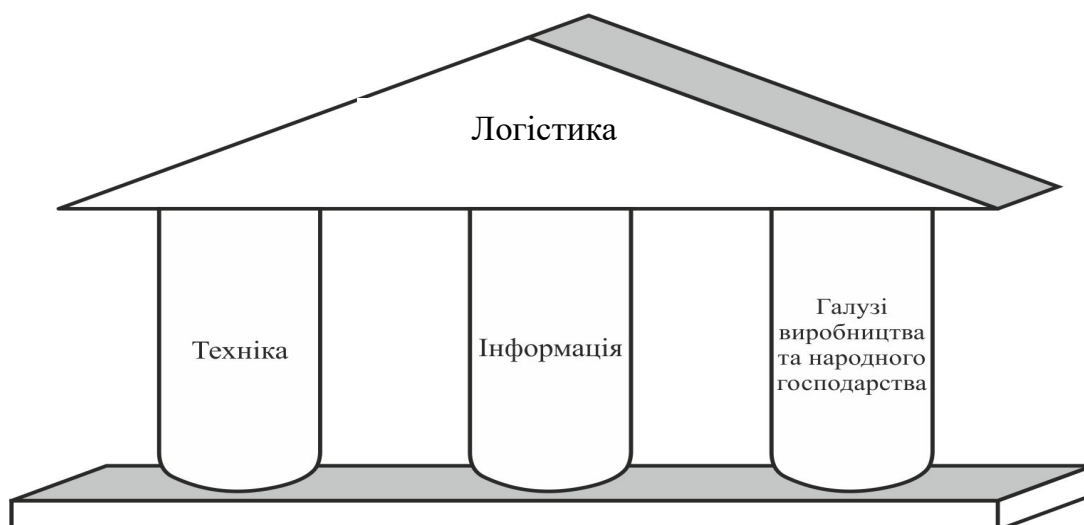 Логістика
Техніка
Інформація
Галузі
виробництва
та народного
господарства